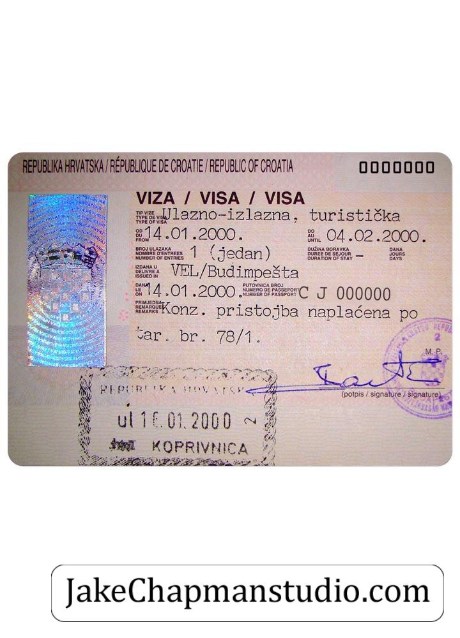 REPUBLIKA HRVATSKA / RÉPUBLIQUE DE CROATIE / REPUBLIC OF CROATIA 0000000
VIZA / VISA / VISA
TIP VIZE
TYPE DE VISA
TYPE OF VISA Ulazno-izlazna, turistička
OD
DU
FROM 14.01.2000. DO
AU
UNTIL 04.02.2000. DANA
JOURS
DAYS
BROJ ULAZAKA
NOMBRE D'ENTREES
NUMBER OF ENTRIES 1 (jedan) DUŽINA BORAVKA
DUREE DE SEJOUR
DURATION OF STAY –
IZDANA U
DELIVRE A
ISSUED IN VEL/Budimpešta
DANA
LE
ON 14.01.2000. PUTOVNICA BROJ
NUMERO DE PASSEPORT
NUMBER OF PASSPORT C J 000000
PRIMJEDBA
REMARQUES
REMARKS Konz. pristojba naplaćena po
tar. br. 78/1.
M. P.
(potpis / signature / signature)
REPUBLIKA HRVATSKA
ul 16.01.2000 2
KOPRIVNICA
2
JakeChapmanstudio.com